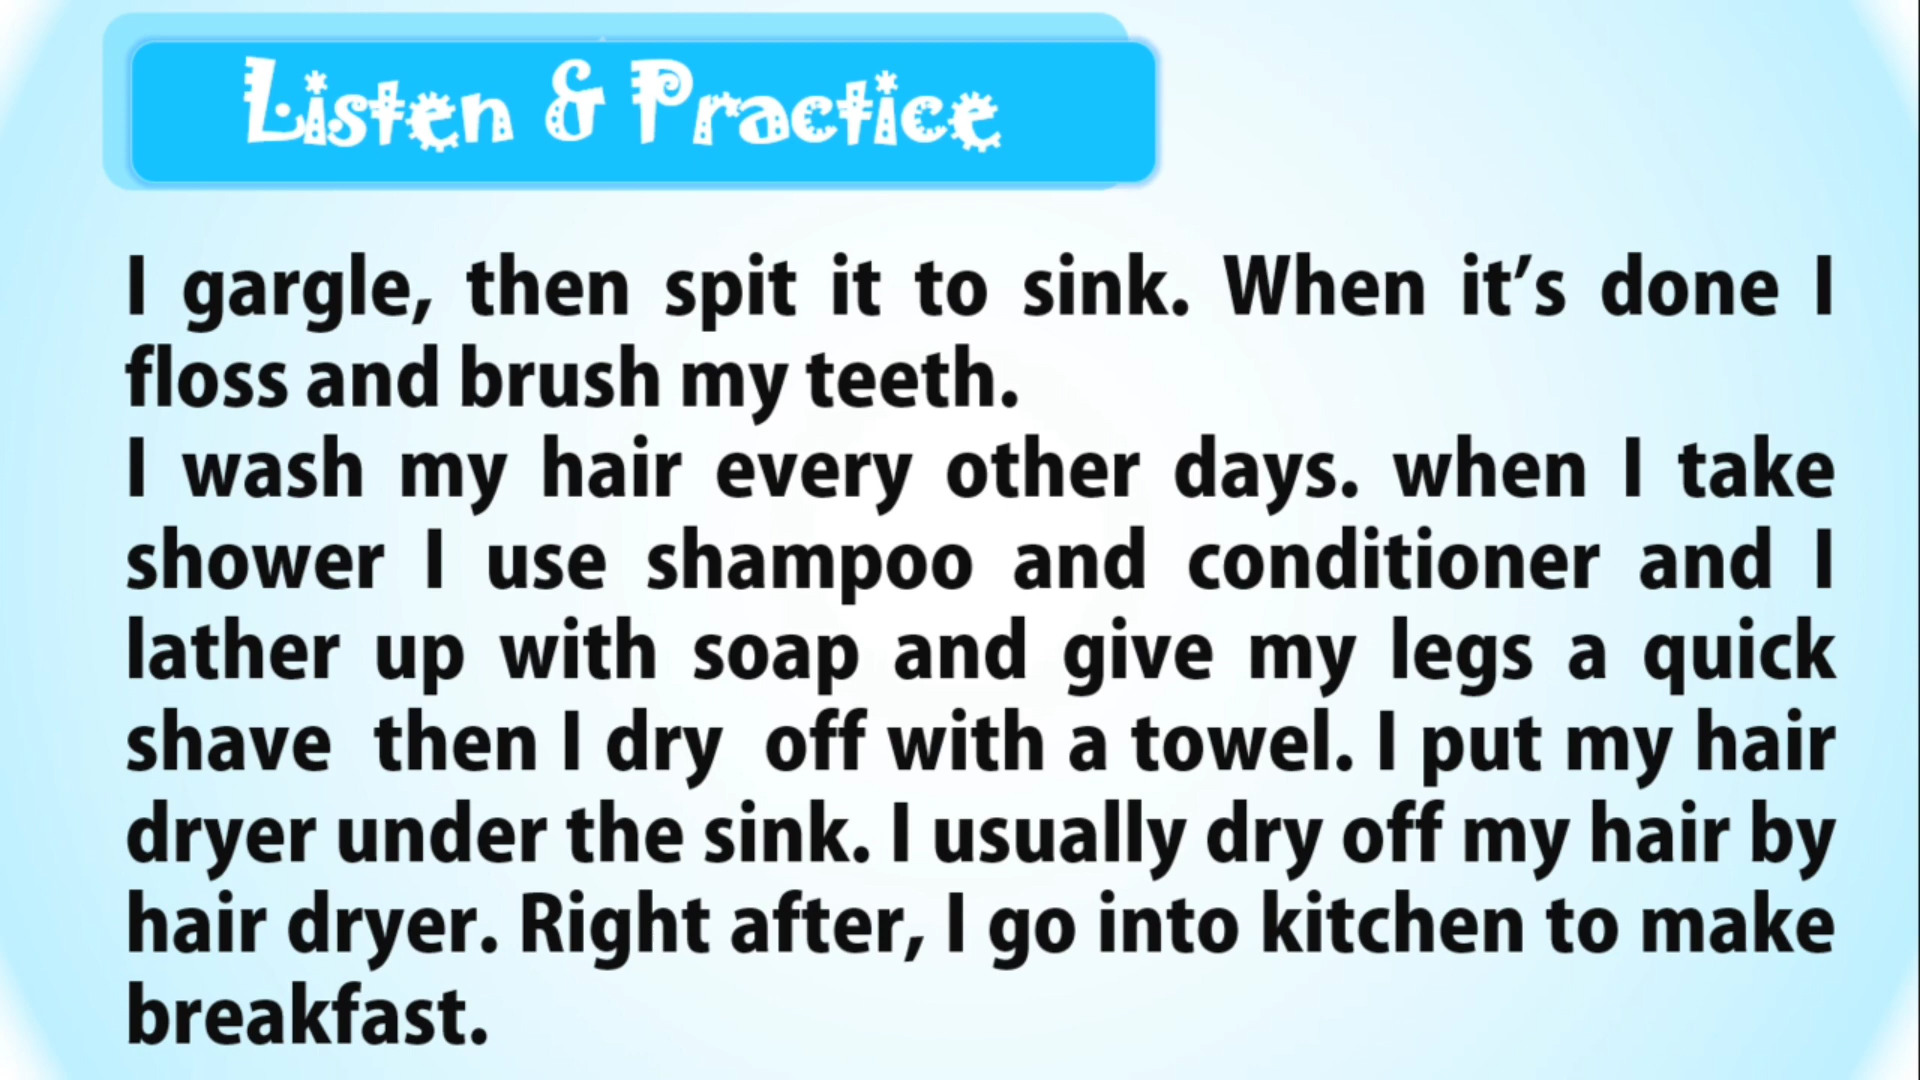 Listen & Practice
I gargle, then spit it to sink. When it’s done I
floss and brush my teeth.
I wash my hair every other days. when I take
shower I use shampoo and conditioner and I
lather up with soap and give my legs a quick
shave  then I dry  off with a towel. I put my hair
dryer under the sink. I usually dry off my hair by
hair dryer. Right after, I go into kitchen to make
breakfast.